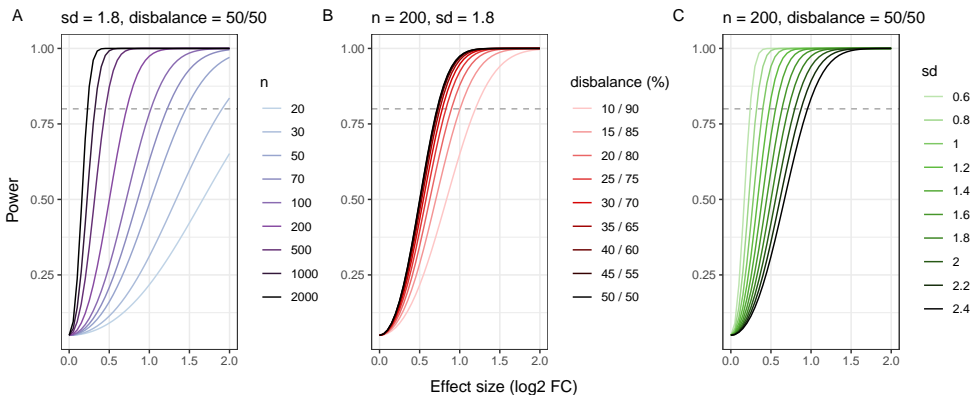 A
sd = 1.8, disbalance = 50/50
1.00
0.75
0.50
0.25
0.0 0.5 1.0 1.5 2.0
Power
n
20
30
50
70
100
200
500
1000
2000
B
n = 200, sd = 1.8
1.00
0.75
0.50
0.25
0.0 0.5 1.0 1.5 2.0
Effect size (log2 FC)
disbalance (%)
10 / 90
15 / 85
20 / 80
25 / 75
30 / 70
35 / 65
40 / 60
45 / 55
50 / 50
C
n = 200, disbalance = 50/50
1.00
0.75
0.50
0.25
0.0 0.5 1.0 1.5 2.0
sd
0.6
0.8
1
1.2
1.4
1.6
1.8
2
2.2
2.4